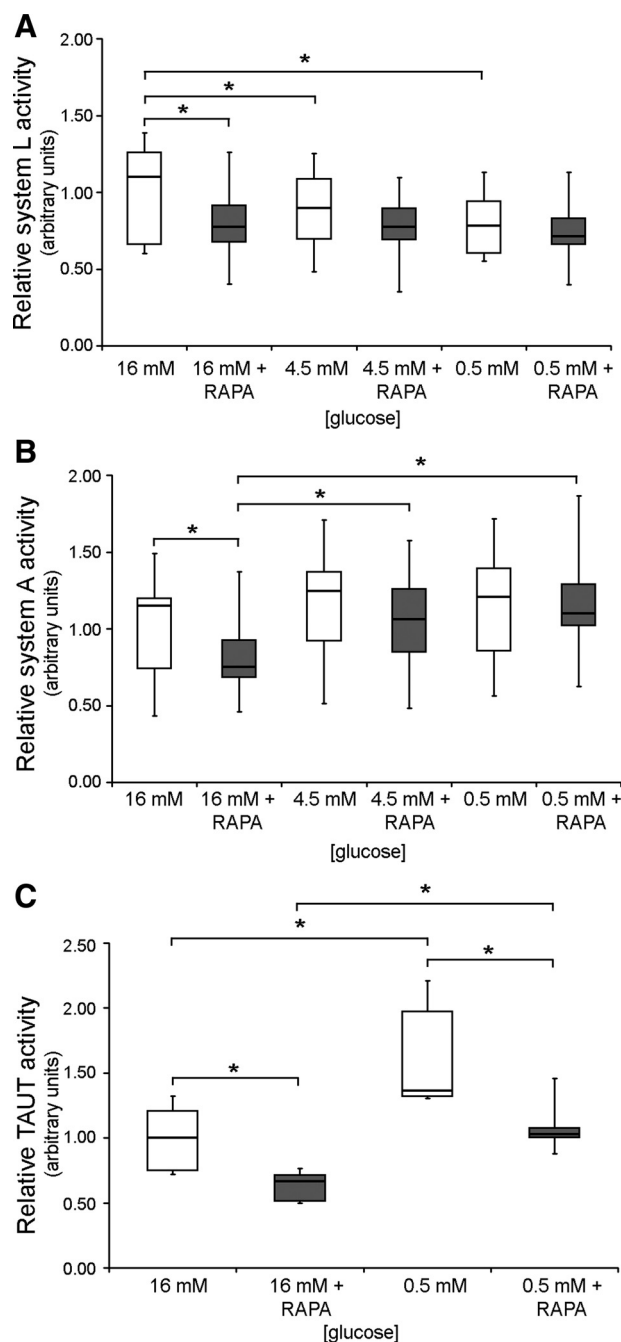 A
Relative system L activity
(arbitrary units)
2.00
1.50
1.00
0.50
0.00
*
*
*
16 mM
16 mM +
RAPA
4.5 mM
4.5 mM +
RAPA
0.5 mM
0.5 mM +
RAPA
[glucose]
B
Relative system A activity
(arbitrary units)
2.00
1.50
1.00
0.50
0.00
*
*
*
16 mM
16 mM +
RAPA
4.5 mM
4.5 mM +
RAPA
0.5 mM
0.5 mM +
RAPA
[glucose]
C
Relative TAUT activity
(arbitrary units)
2.50
2.00
1.50
1.00
0.50
0.00
*
*
*
*
16 mM
16 mM +
RAPA
0.5 mM
0.5 mM +
RAPA
[glucose]